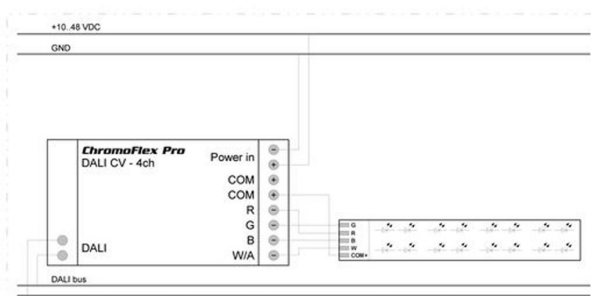 +10..48 VDC
GND
ChromoFlex Pro
DALI CV - 4ch
Power in
COM
COM
R
G
B
W/A
DALI
G
R
B
W
COM+
DALI bus